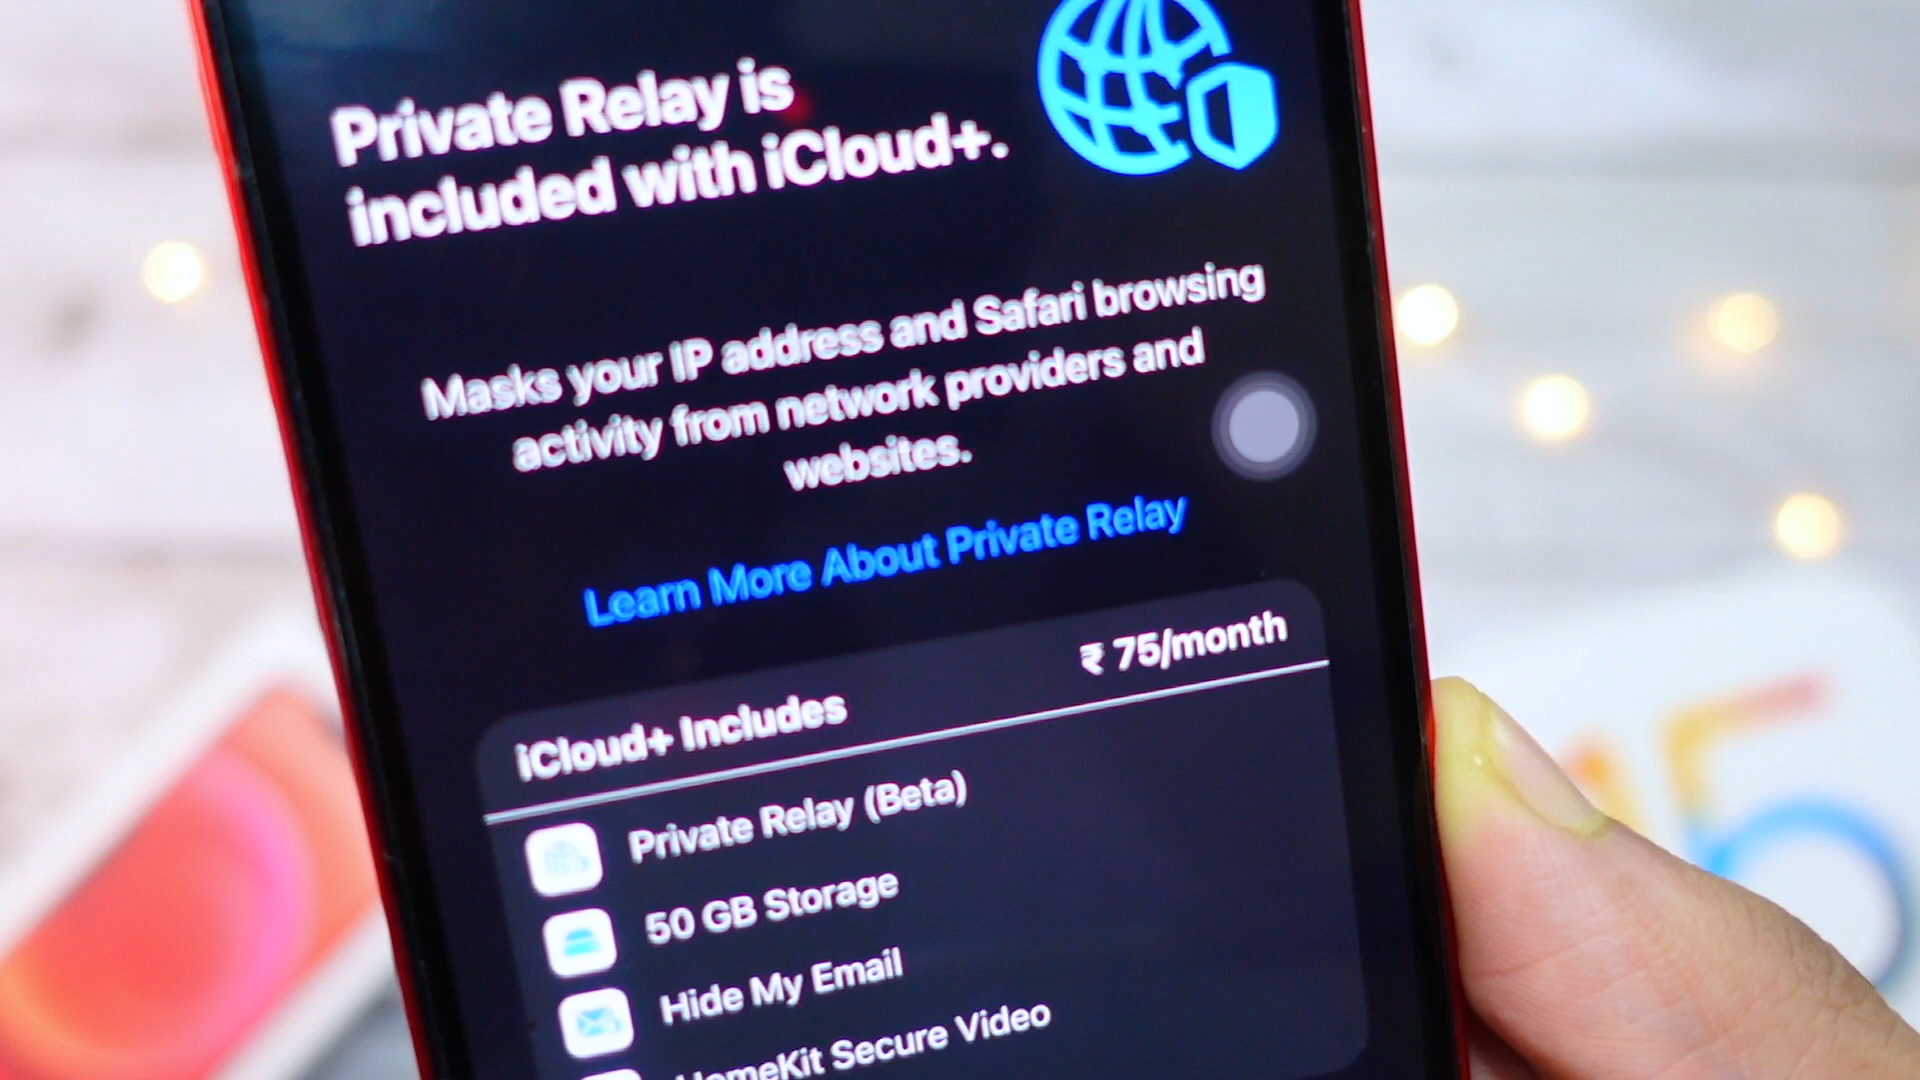 Private Relay is
included with iCloud+.
Masks your IP address and Safari browsing
activity from network providers and
websites.
Learn More About Private Relay
iCloud+ Includes ₹ 75/month
Private Relay (Beta)
50 GB Storage
Hide My Email
HomeKit Secure Video
15